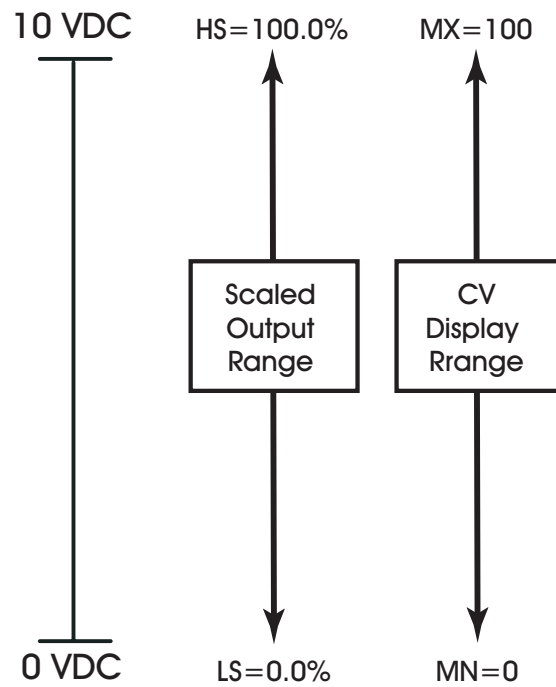 10 VDC
HS=100.0%
MX=100
Scaled
Output
Range
CV
Display
Rrange
0 VDC
LS=0.0%
MN=0